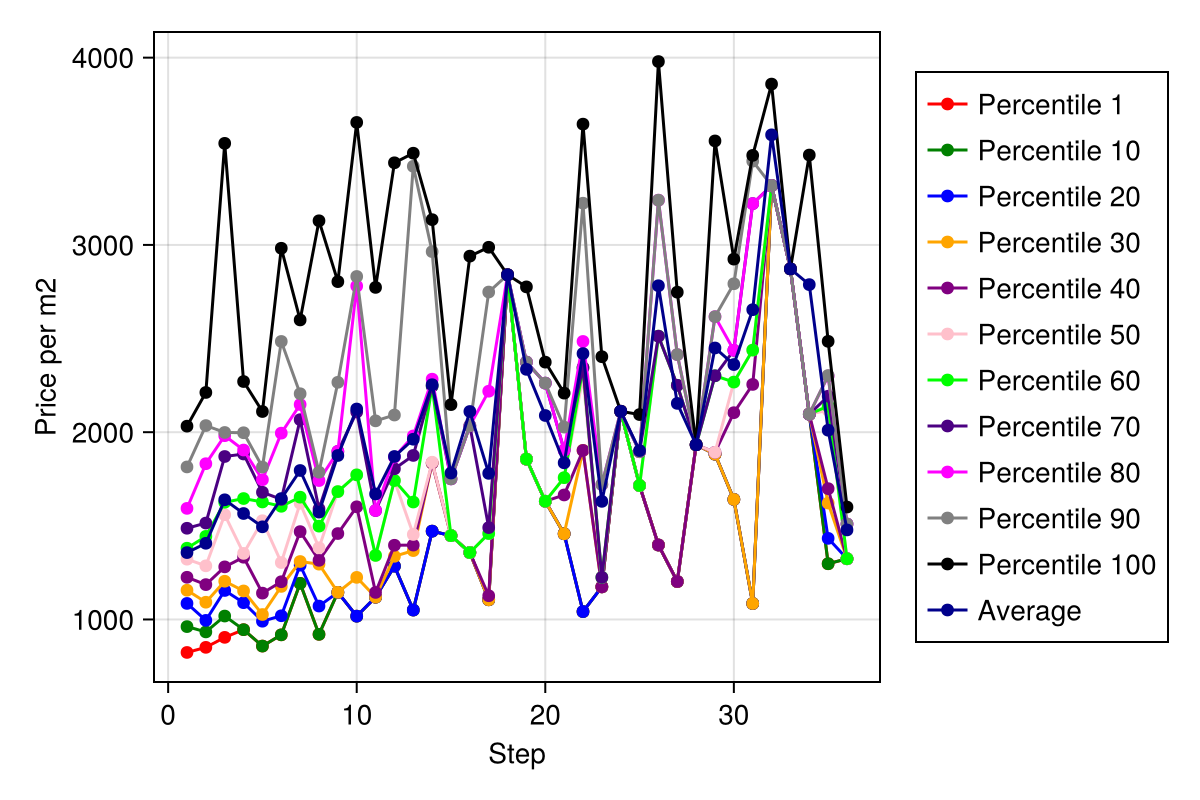 4000
3000
2000
1000
Price per m2
0 10 20 30
Step
Percentile 1
Percentile 10
Percentile 20
Percentile 30
Percentile 40
Percentile 50
Percentile 60
Percentile 70
Percentile 80
Percentile 90
Percentile 100
Average